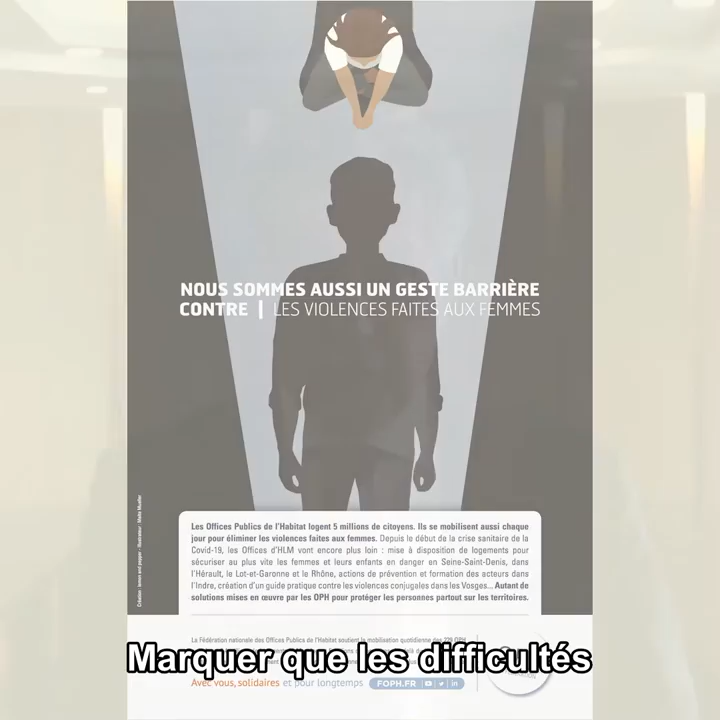 NOUS SOMMES AUSSI UN GESTE BARRIÈRE
CONTRE | LES VIOLENCES FAITES AUX FEMMES
Les Offices Publics de l'Habitat logent 5 millions de citoyens. Ils se mobilisent aussi chaque
jour pour éliminer les violences faites aux femmes. Depuis le début de la crise sanitaire de la
Covid-19, les Offices d'HLM vont encore plus loin : mise à disposition de logements pour
sécuriser au plus vite les femmes et leurs enfants en danger en Seine-Saint-Denis, dans
l'Hérault, le Lot-et-Garonne et le Rhône, actions de prévention et formation des acteurs dans
l'Indre, création d'un guide pratique contre les violences conjugales dans les Vosges... Autant de
solutions mises en œuvre par les OPH pour protéger les personnes partout sur les territoires.
La Fédération nationale des Offices Publics de l'Habitat soutient la mobilisation quotidienne des
Marquer que les difficultés
Avec vous, solidaires et pour longtemps FOPH.FR